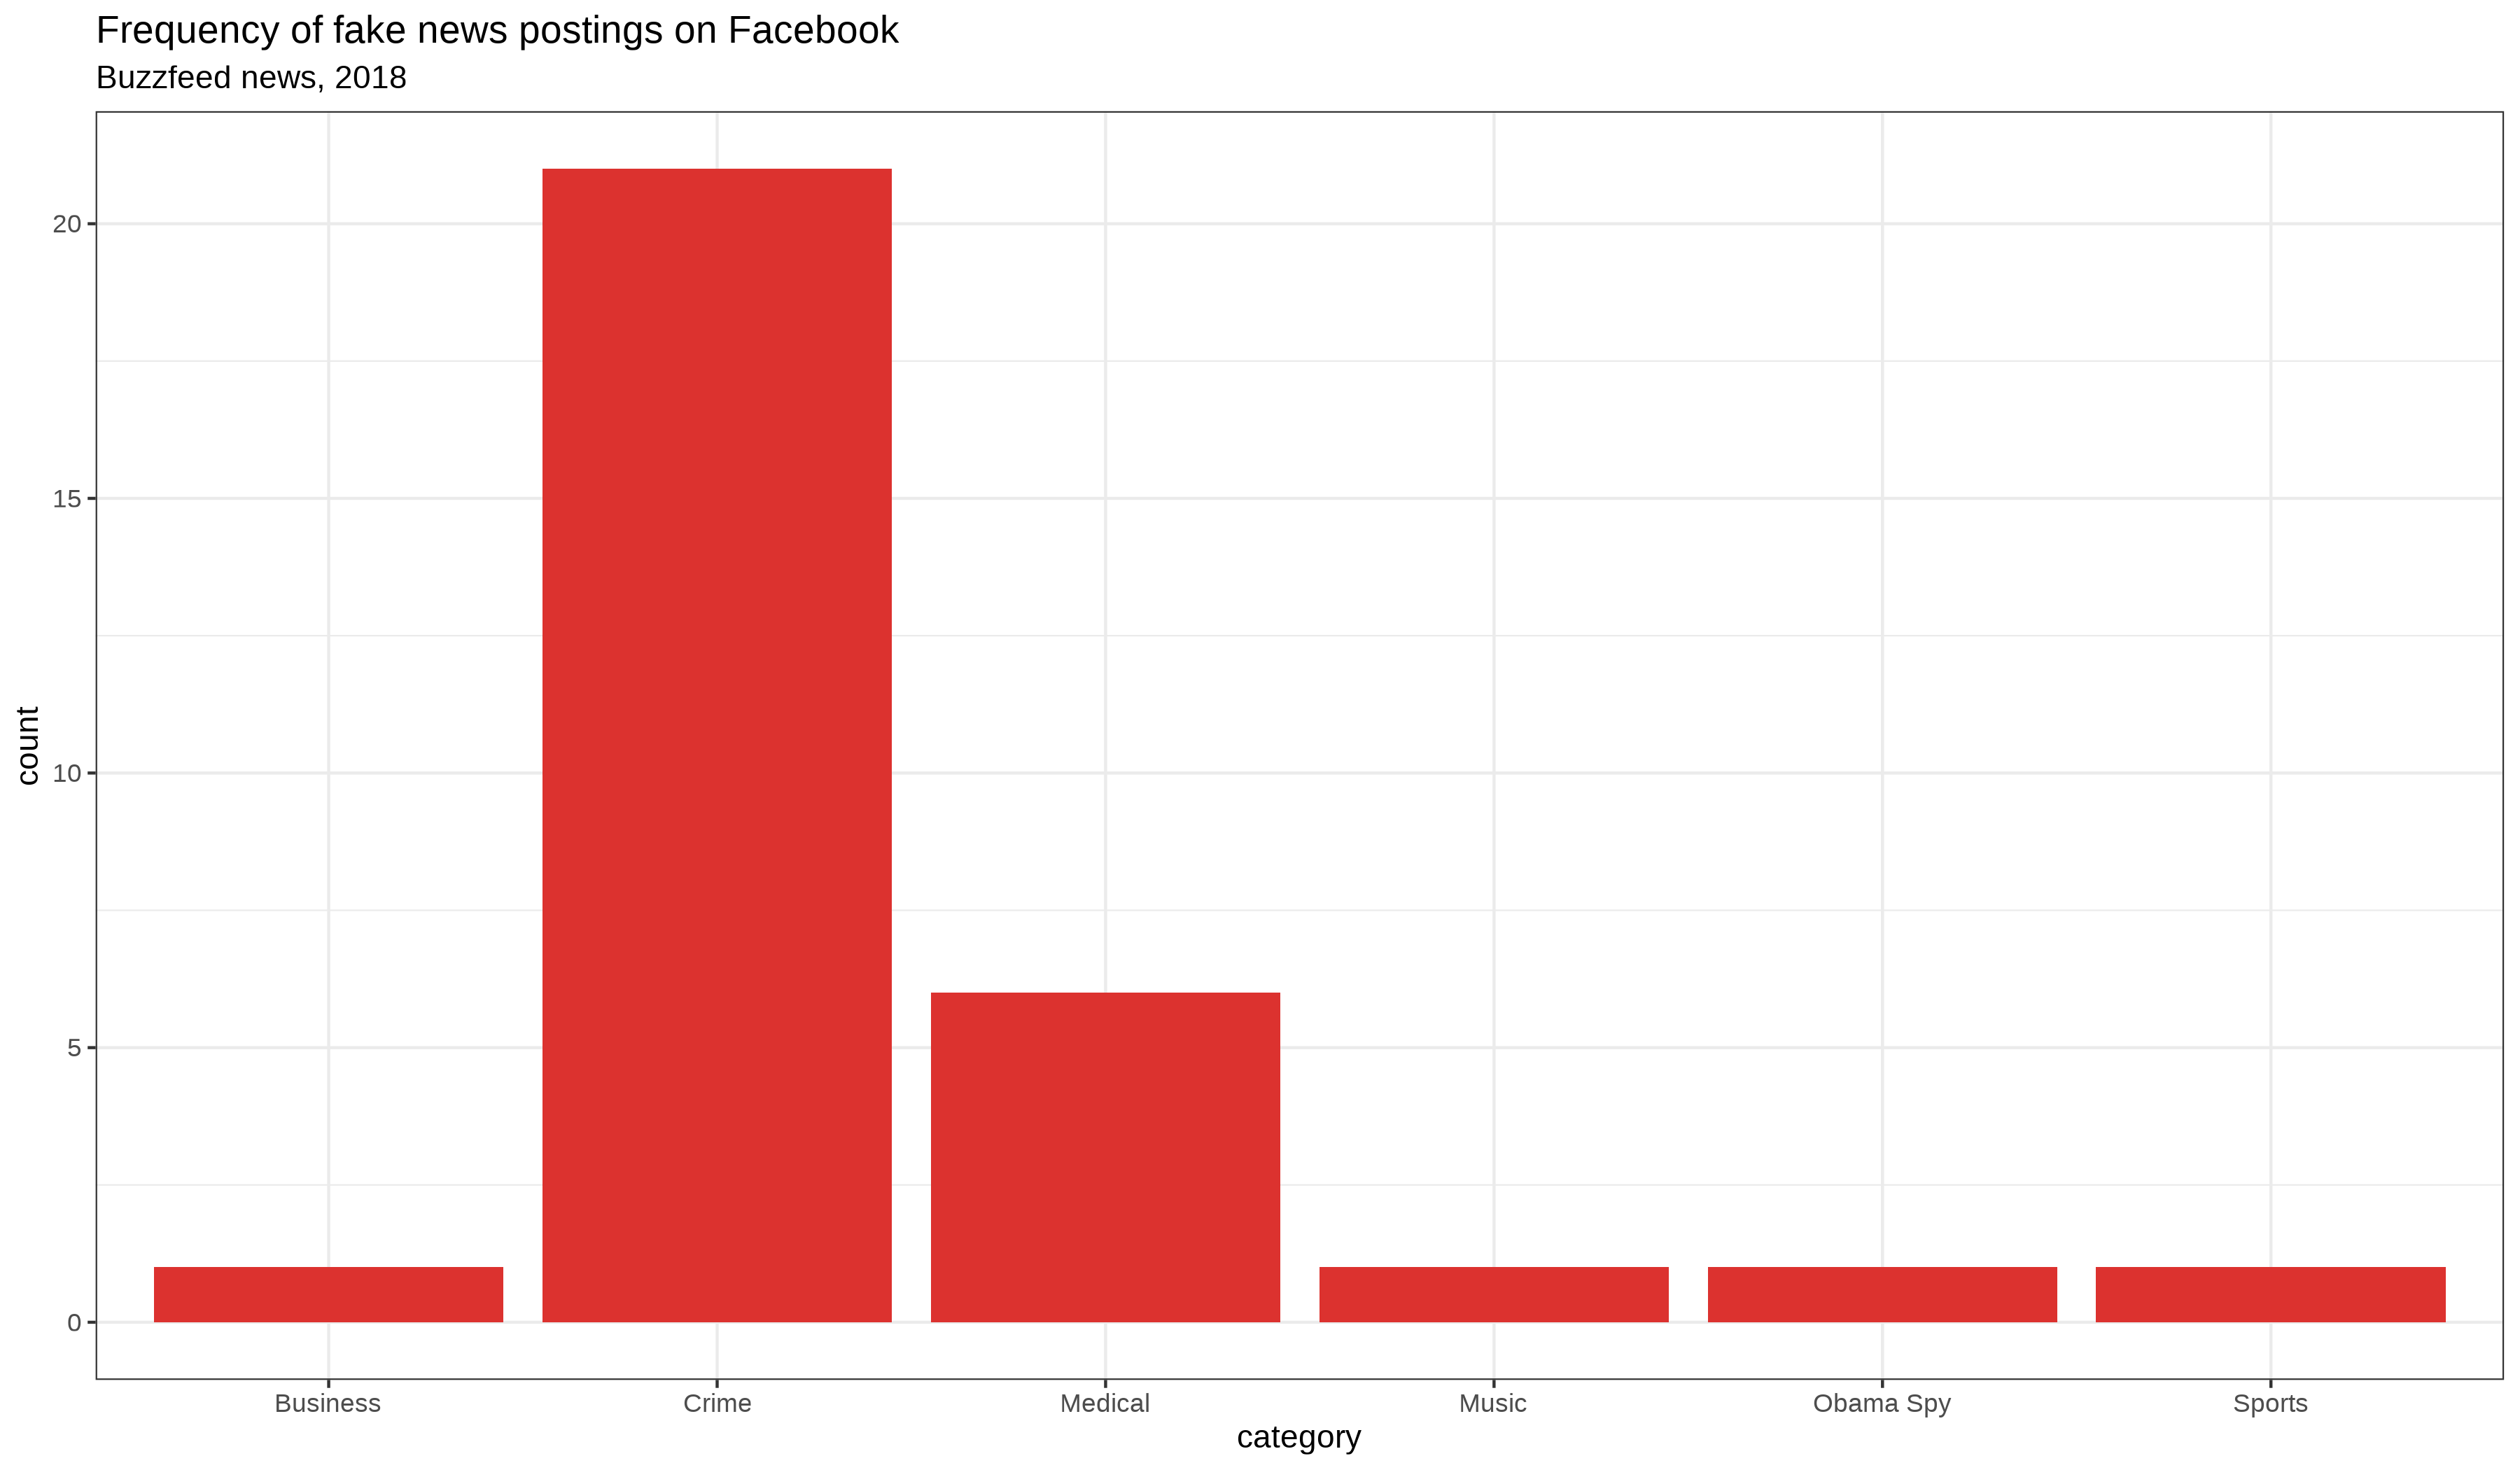 Frequency of fake news postings on Facebook
Buzzfeed news, 2018
count
20
15
10
5
0
Business Crime Medical Music Obama Spy Sports
category